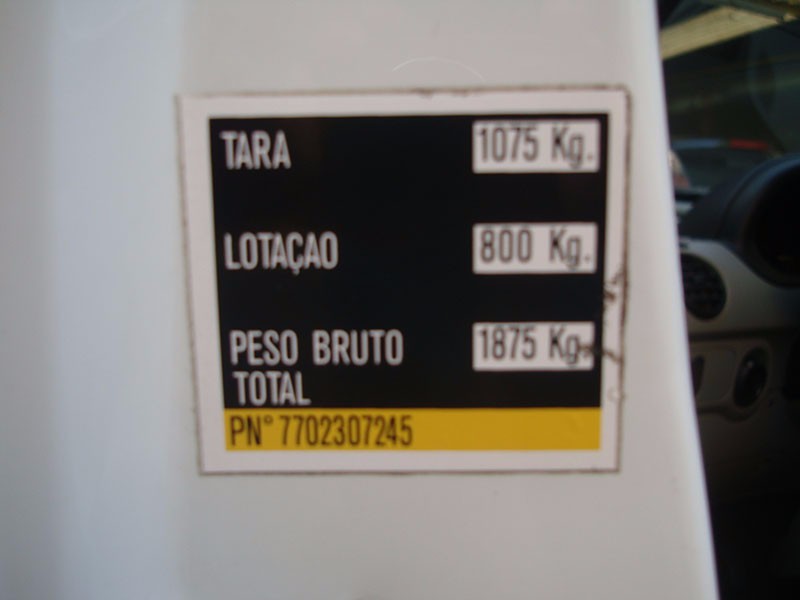 TARA 1075 Kg.
LOTAÇAO 800 Kg.
PESO BRUTO 1875 Kg.
TOTAL
PN° 7702307245